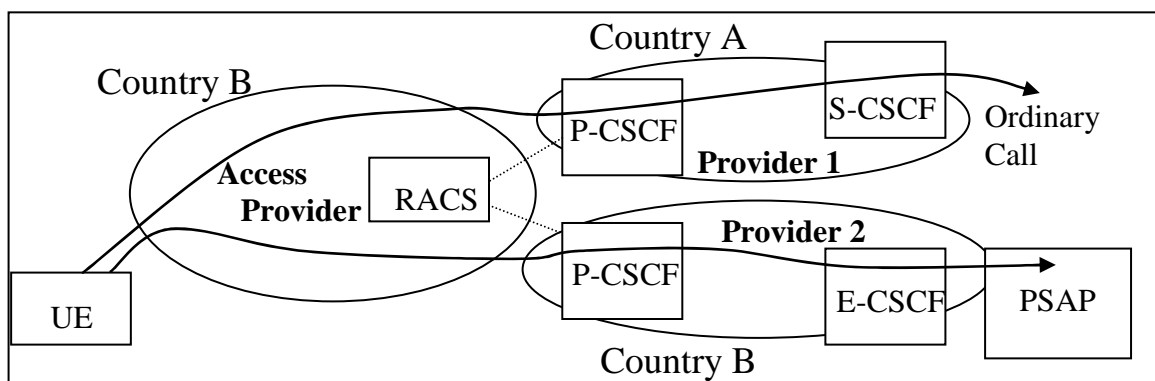 Country A
Country B
P-CSCF
S-CSCF
Ordinary
Call
Provider 1
Access
Provider
RACS
Provider 2
P-CSCF
E-CSCF
PSAP
UE
Country B